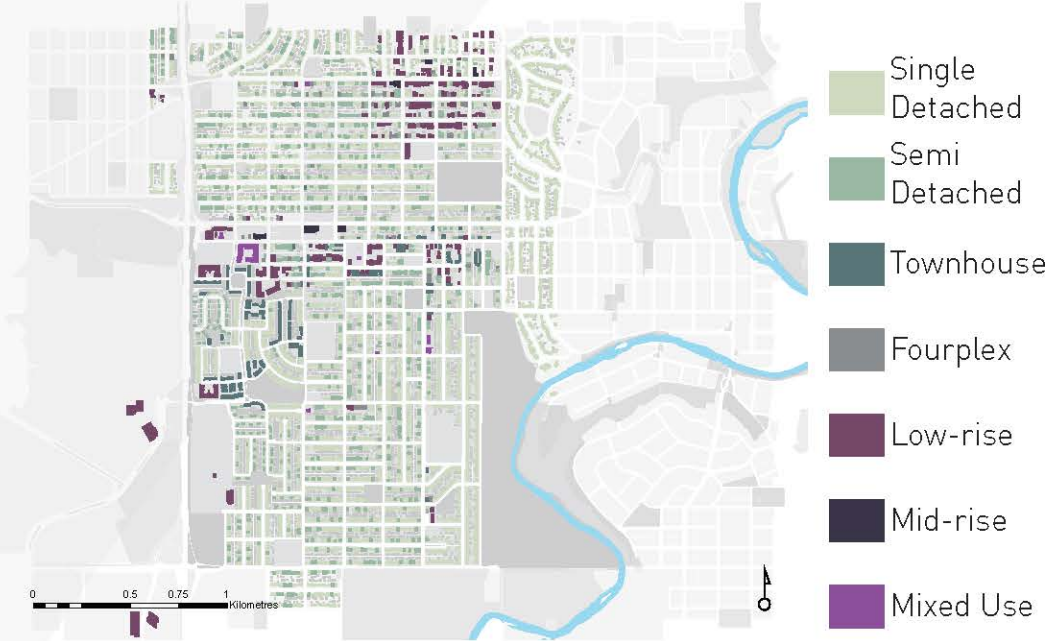 Single
Detached
Semi
Detached
Townhouse
Fourplex
Low-rise
Mid-rise
Mixed Use
0 0.5 0.75 1
Kilometres